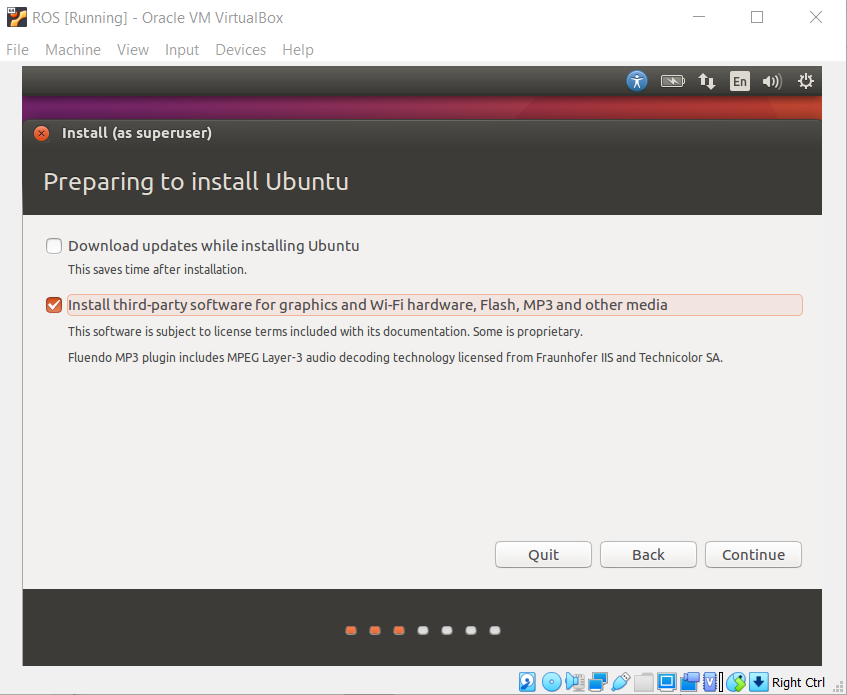 ROS [Running] - Oracle VM VirtualBox
File Machine View Input Devices Help
En
Install (as superuser)
Preparing to install Ubuntu
Download updates while installing Ubuntu
This saves time after installation.
Install third-party software for graphics and Wi-Fi hardware, Flash, MP3 and other media
This software is subject to license terms included with its documentation. Some is proprietary.
Fluendo MP3 plugin includes MPEG Layer-3 audio decoding technology licensed from Fraunhofer IIS and Technicolor SA.
Quit Back Continue
Right Ctrl